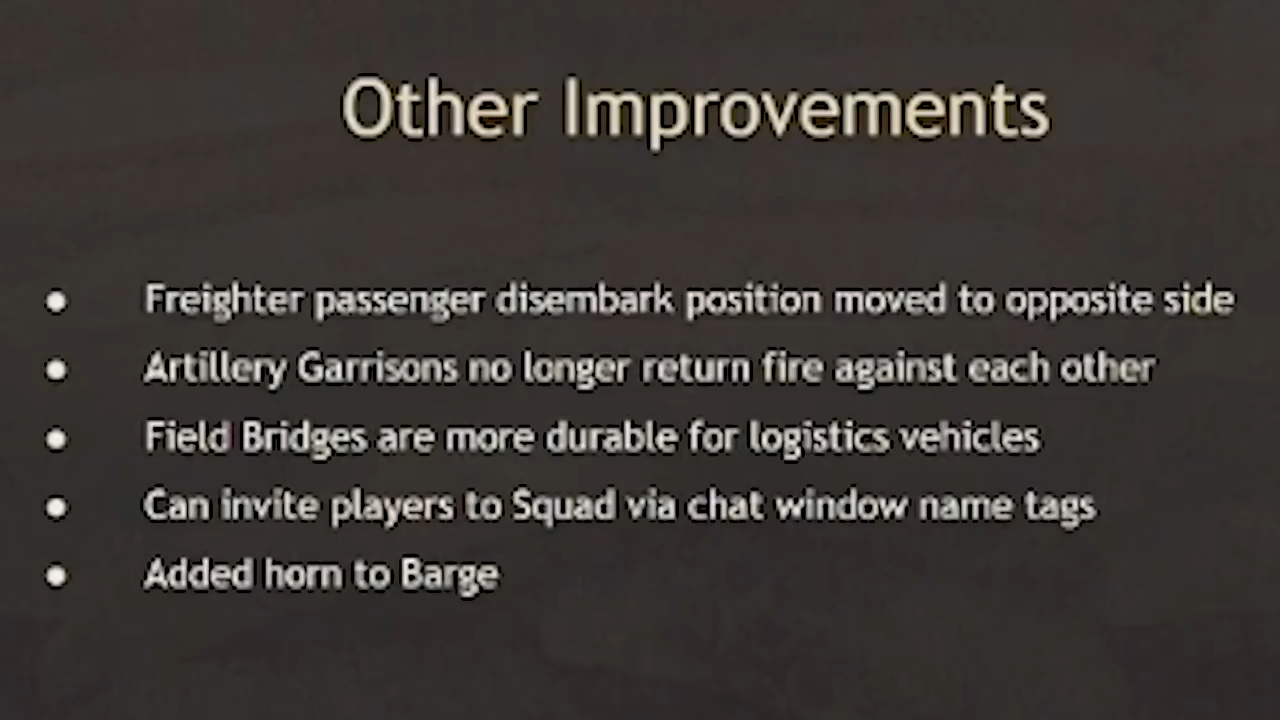 Other Improvements
● Freighter passenger disembark position moved to opposite side
● Artillery Garrisons no longer return fire against each other
● Field Bridges are more durable for logistics vehicles
● Can invite players to Squad via chat window name tags
● Added horn to Barge